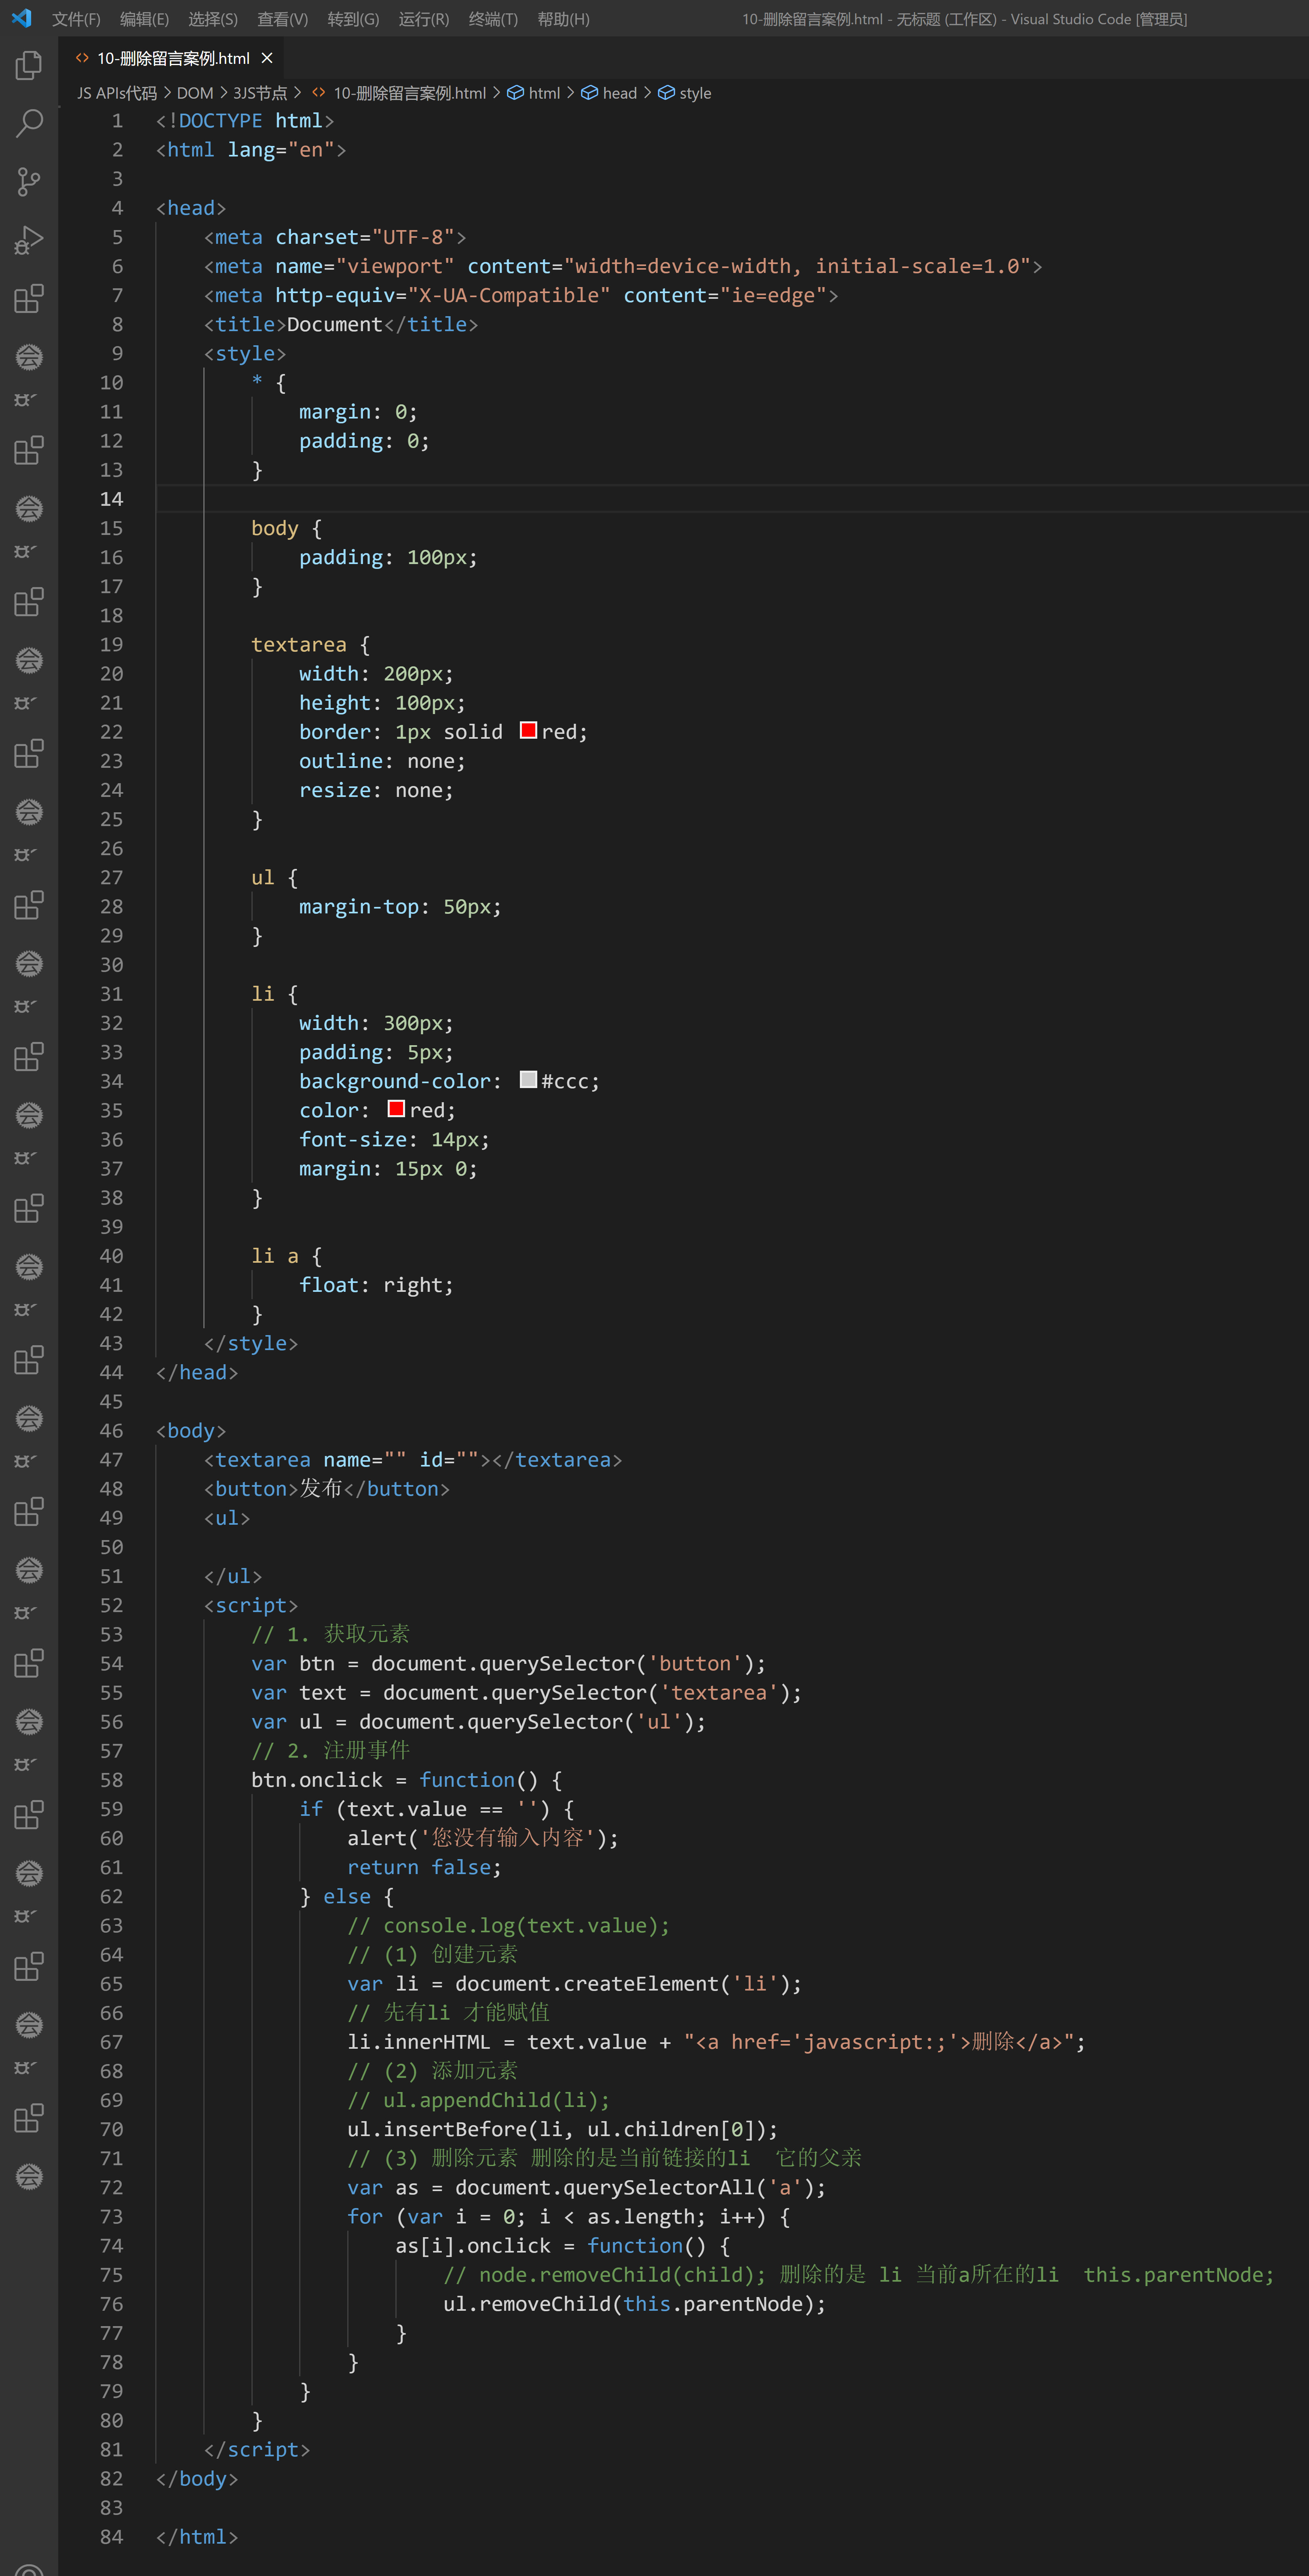 文件(F) 编辑(E) 选择(S) 查看(V) 转到(G) 运行(R) 终端(T) 帮助(H) 10-删除留言案例.html - 无标题 (工作区) - Visual Studio Code [管理员]
10-删除留言案例.html
JS APIs代码 > DOM > 3JS节点 > 10-删除留言案例.html > html > head > style
1 <!DOCTYPE html>
2 <html lang="en">
3
4 <head>
5     <meta charset="UTF-8">
6     <meta name="viewport" content="width=device-width, initial-scale=1.0">
7     <meta http-equiv="X-UA-Compatible" content="ie=edge">
8     <title>Document</title>
9     <style>
10         * {
11             margin: 0;
12             padding: 0;
13         }
14
15         body {
16             padding: 100px;
17         }
18
19         textarea {
20             width: 200px;
21             height: 100px;
22             border: 1px solid red;
23             outline: none;
24             resize: none;
25         }
26
27         ul {
28             margin-top: 50px;
29         }
30
31         li {
32             width: 300px;
33             padding: 5px;
34             background-color: #ccc;
35             color: red;
36             font-size: 14px;
37             margin: 15px 0;
38         }
39
40         li a {
41             float: right;
42         }
43     </style>
44 </head>
45
46 <body>
47     <textarea name="" id=""></textarea>
48     <button>发布</button>
49     <ul>
50
51     </ul>
52     <script>
53         // 1. 获取元素
54         var btn = document.querySelector('button');
55         var text = document.querySelector('textarea');
56         var ul = document.querySelector('ul');
57         // 2. 注册事件
58         btn.onclick = function() {
59             if (text.value == '') {
60                 alert('您没有输入内容');
61                 return false;
62             } else {
63                 // console.log(text.value);
64                 // (1) 创建元素
65                 var li = document.createElement('li');
66                 // 先有li 才能赋值
67                 li.innerHTML = text.value + "<a href='javascript:;'>删除</a>";
68                 // (2) 添加元素
69                 // ul.appendChild(li);
70                 ul.insertBefore(li, ul.children[0]);
71                 // (3) 删除元素 删除的是当前链接的li  它的父亲
72                 var as = document.querySelectorAll('a');
73                 for (var i = 0; i < as.length; i++) {
74                     as[i].onclick = function() {
75                         // node.removeChild(child); 删除的是 li 当前a所在的li  this.parentNode;
76                         ul.removeChild(this.parentNode);
77                     }
78                 }
79             }
80         }
81     </script>
82 </body>
83
84 </html>